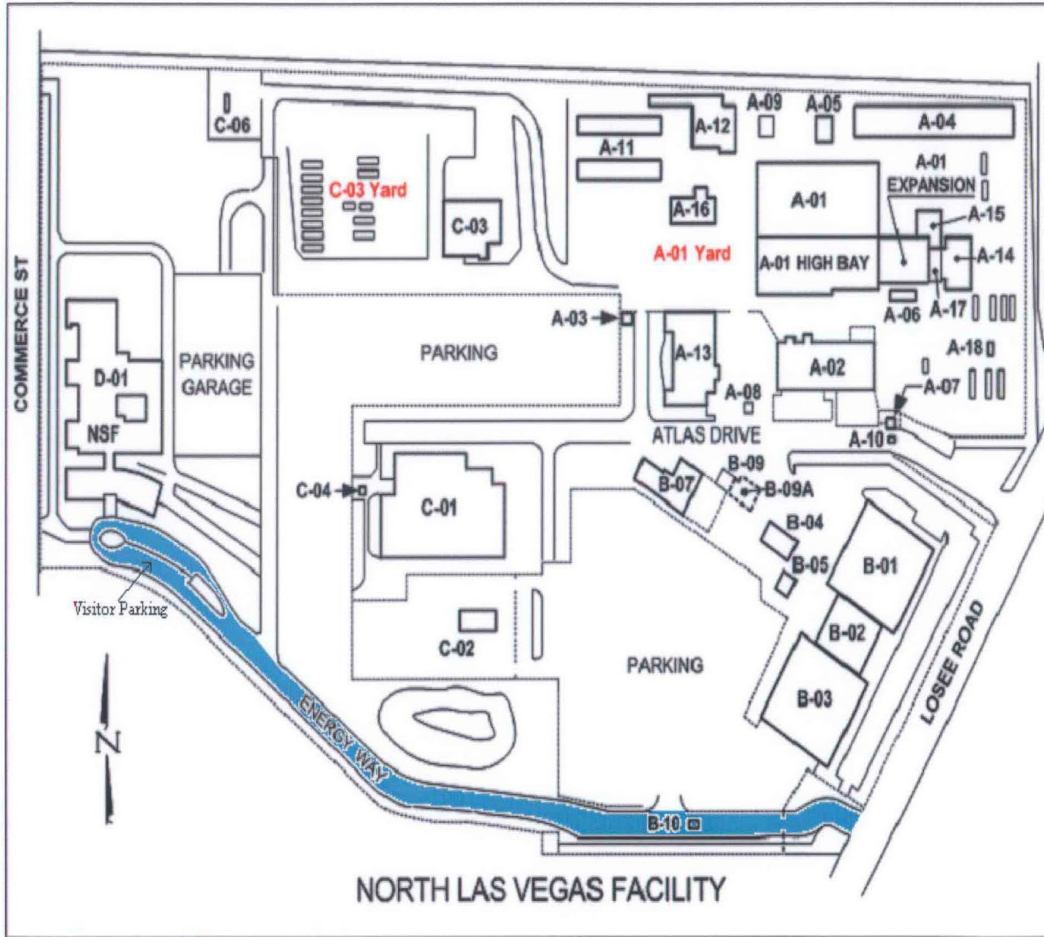 A-09
A-05
C-06
A-12
A-04
A-11
A-01
EXPANSION
C-03 Yard
A-01
A-15
A-16
C-03
A-01 Yard
A-01 HIGH BAY
A-14
A-06
A-17
A-03
COMMERCE ST
PARKING
GARAGE
PARKING
A-13
A-02
A-18
D-01
A-08
A-07
NSF
ATLAS DRIVE
A-10
B-09
B-07
B-09A
C-04
C-01
B-04
B-05
B-01
Visitor Parking
C-02
B-02
PARKING
B-03
LOSEE ROAD
N
ENERGY WAY
B-10
NORTH LAS VEGAS FACILITY